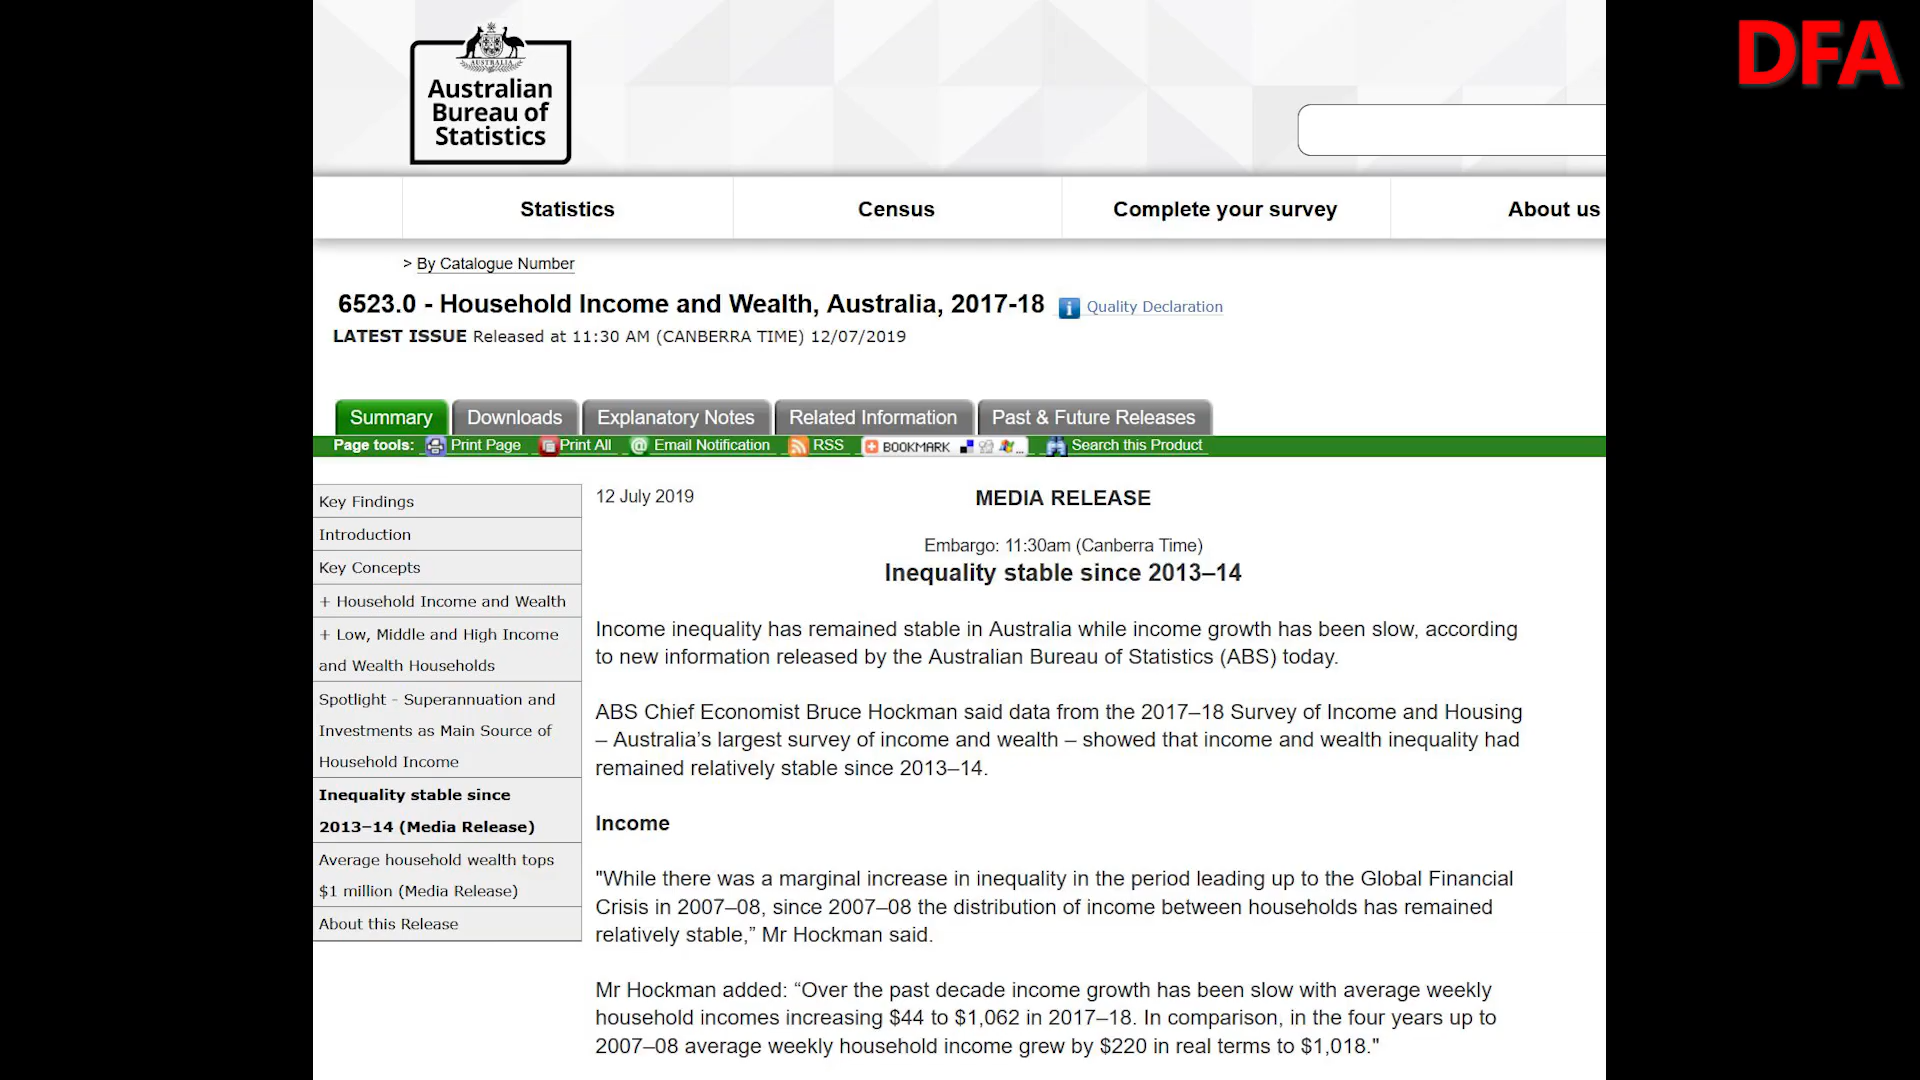 DFA
AUSTRALIA
Australian
Bureau of
Statistics
Statistics
Census
Complete your survey
About us
> By Catalogue Number
6523.0 - Household Income and Wealth, Australia, 2017-18
i Quality Declaration
LATEST ISSUE Released at 11:30 AM (CANBERRA TIME) 12/07/2019
Summary
Downloads
Explanatory Notes
Related Information
Past & Future Releases
Page tools: Print Page Print All @ Email Notification RSS BOOKMARK ... Search this Product
Key Findings
Introduction
Key Concepts
+ Household Income and Wealth
+ Low, Middle and High Income
and Wealth Households
Spotlight - Superannuation and
Investments as Main Source of
Household Income
Inequality stable since
2013–14 (Media Release)
Average household wealth tops
$1 million (Media Release)
About this Release
12 July 2019
MEDIA RELEASE
Embargo: 11:30am (Canberra Time)
Inequality stable since 2013–14
Income inequality has remained stable in Australia while income growth has been slow, according
to new information released by the Australian Bureau of Statistics (ABS) today.
ABS Chief Economist Bruce Hockman said data from the 2017–18 Survey of Income and Housing
– Australia’s largest survey of income and wealth – showed that income and wealth inequality had
remained relatively stable since 2013–14.
Income
"While there was a marginal increase in inequality in the period leading up to the Global Financial
Crisis in 2007–08, since 2007–08 the distribution of income between households has remained
relatively stable,” Mr Hockman said.
Mr Hockman added: “Over the past decade income growth has been slow with average weekly
household incomes increasing $44 to $1,062 in 2017–18. In comparison, in the four years up to
2007–08 average weekly household income grew by $220 in real terms to $1,018."